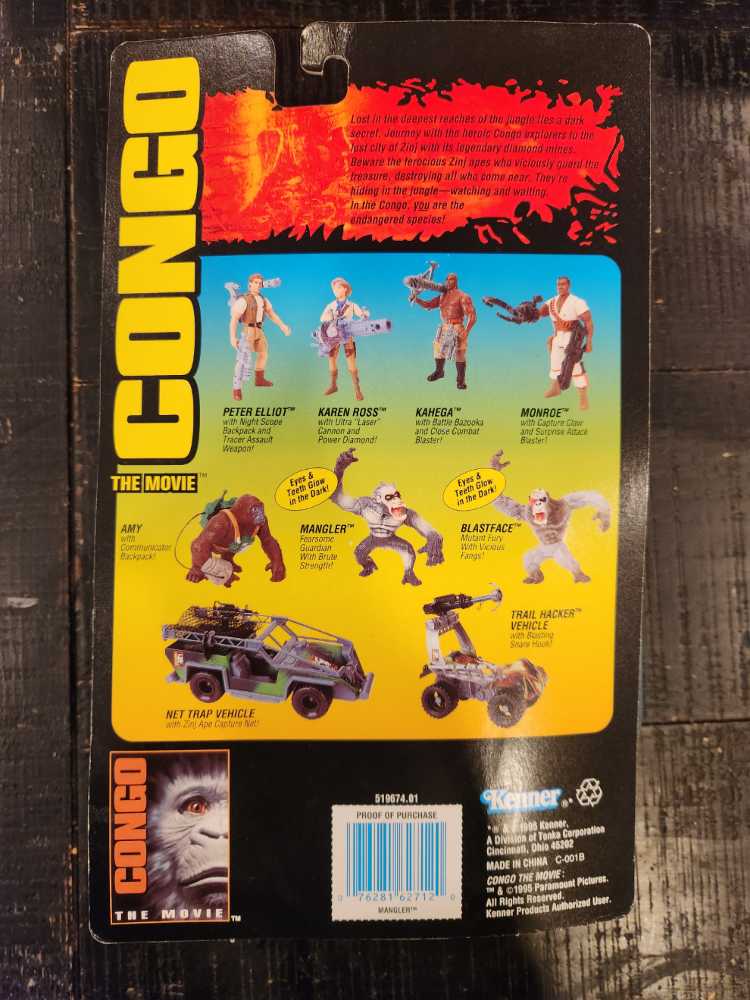 CONGO
THE MOVIE™
Lost in the deepest reaches of the jungle lies a dark
secret. Journey with the heroic Congo explorers to the
lost city of Zinj with its legendary diamond mines.
Beware the ferocious Zinj apes who viciously guard the
treasure, destroying all who come near. They're
hiding in the jungle—watching and waiting.
In the Congo, you are the
endangered species!
PETER ELLIOT™
with Night Scope
Backpack and
Tracer Assault
Weapon!
KAREN ROSS™
with Ultra "Laser"
Cannon and
Power Diamond!
KAHEGA™
with Battle Bazooka
and Close Combat
Blaster!
MONROE™
with Capture Claw
and Surprise Attack
Blaster!
AMY
with
Communicator
Backpack!
Eyes &
Teeth Glow
in the Dark!
MANGLER™
Fearsome
Guardian
With Brute
Strength!
Eyes &
Teeth Glow
in the Dark!
BLASTFACE™
Mutant Fury
With Vicious
Fangs!
NET TRAP VEHICLE
with Zinj Ape Capture Net!
TRAIL HACKER™
VEHICLE
with Blasting
Snare Hook!
CONGO
THE MOVIE™
519674.01
PROOF OF PURCHASE
0 76281 62712 0
MANGLER™
Kenner®
*® & ©1995 Kenner,
A Division of Tonka Corporation
Cincinnati, Ohio 45202
MADE IN CHINA C-001B
CONGO THE MOVIE:
™ & ©1995 Paramount Pictures.
All Rights Reserved.
Kenner Products Authorized User.